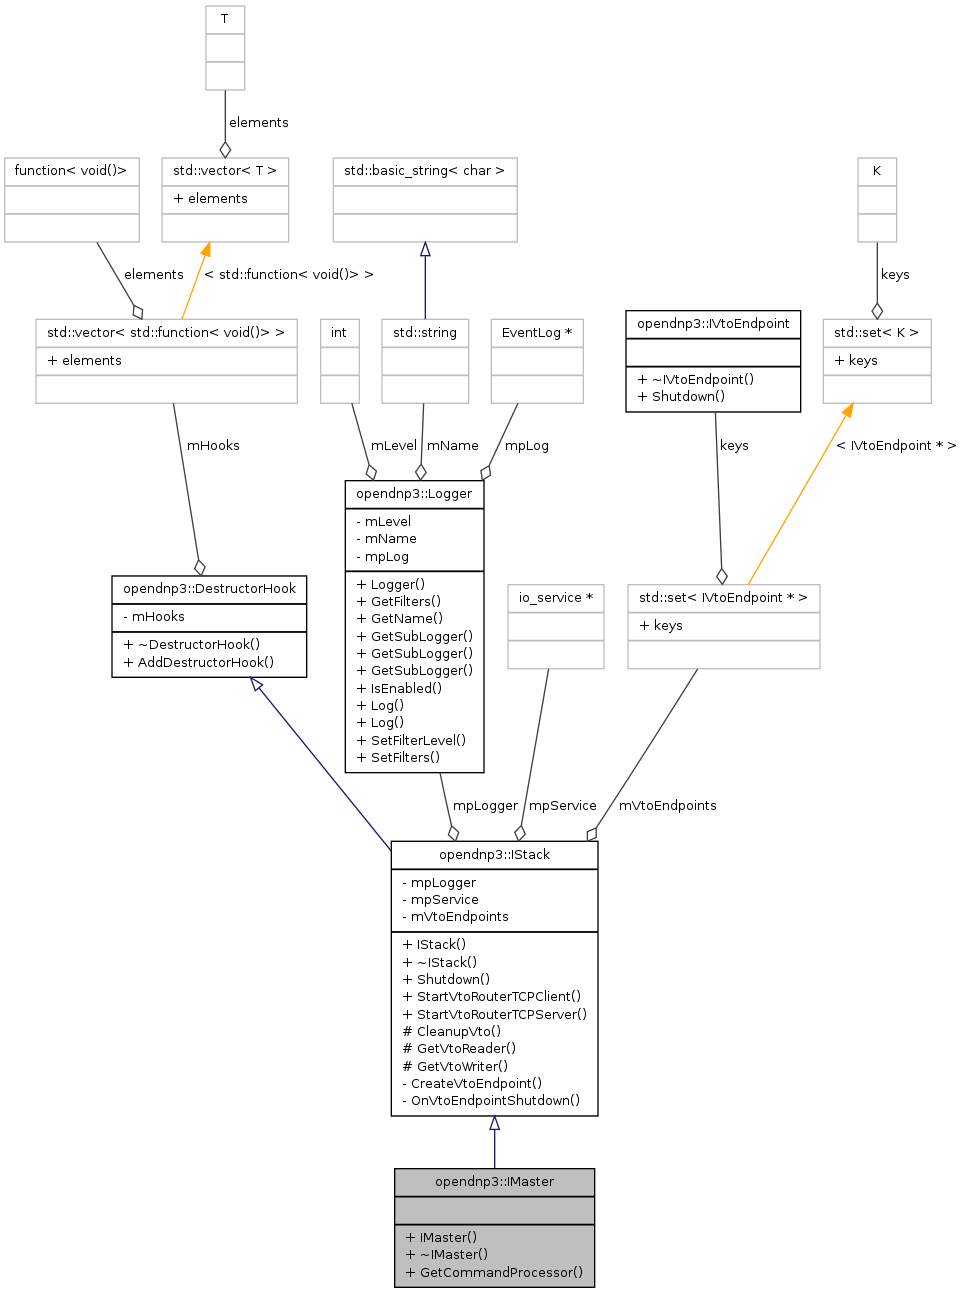 T
elements
function< void()>
std::vector< T >
+ elements
std::basic_string< char >
K
elements
< std::function< void()> >
keys
std::vector< std::function< void()> >
+ elements
int
std::string
EventLog *
opendnp3::IVtoEndpoint
+ ~IVtoEndpoint()
+ Shutdown()
std::set< K >
+ keys
mHooks
mLevel
mName
mpLog
keys
< IVtoEndpoint * >
opendnp3::Logger
- mLevel
- mName
- mpLog
+ Logger()
+ GetFilters()
+ GetName()
+ GetSubLogger()
+ GetSubLogger()
+ GetSubLogger()
+ IsEnabled()
+ Log()
+ Log()
+ SetFilterLevel()
+ SetFilters()
opendnp3::DestructorHook
- mHooks
+ ~DestructorHook()
+ AddDestructorHook()
io_service *
std::set< IVtoEndpoint * >
+ keys
mpLogger
mpService
mVtoEndpoints
opendnp3::IStack
- mpLogger
- mpService
- mVtoEndpoints
+ IStack()
+ ~IStack()
+ Shutdown()
+ StartVtoRouterTCPClient()
+ StartVtoRouterTCPServer()
# CleanupVto()
# GetVtoReader()
# GetVtoWriter()
- CreateVtoEndpoint()
- OnVtoEndpointShutdown()
opendnp3::IMaster
+ IMaster()
+ ~IMaster()
+ GetCommandProcessor()